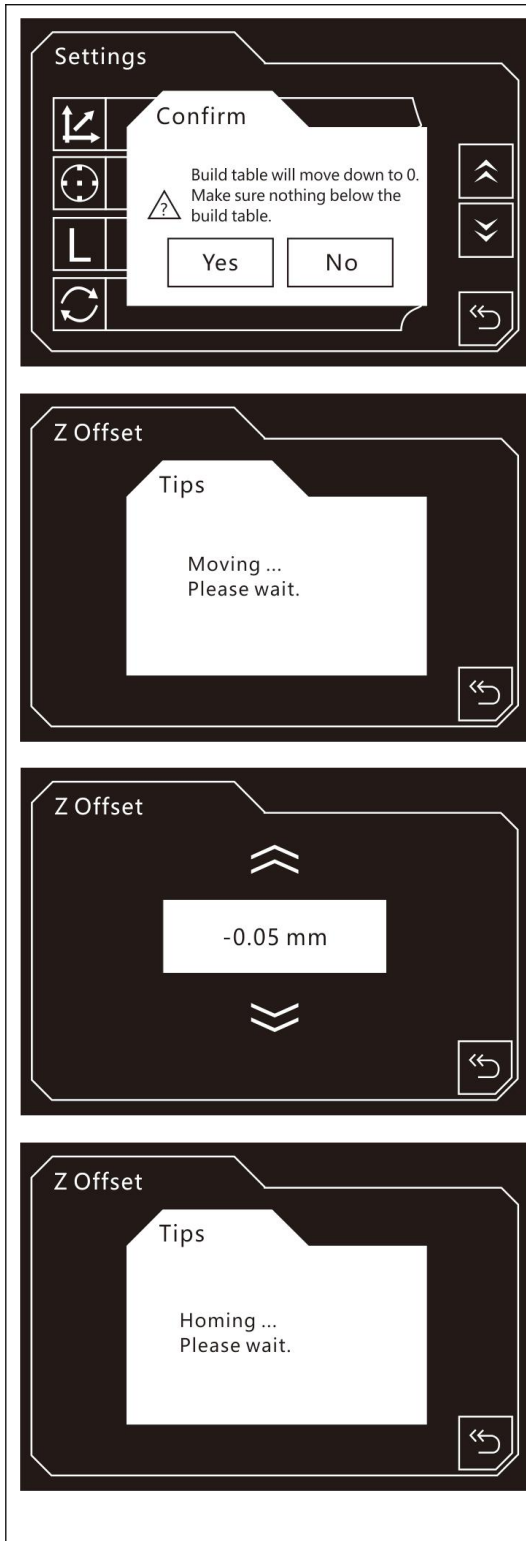 Settings
Confirm
Build table will move down to 0.
Make sure nothing below the
build table.
?
L
Yes
No
Z Offset
Tips
Moving ...
Please wait.
Z Offset
-0.05 mm
Z Offset
Tips
Homing ...
Please wait.